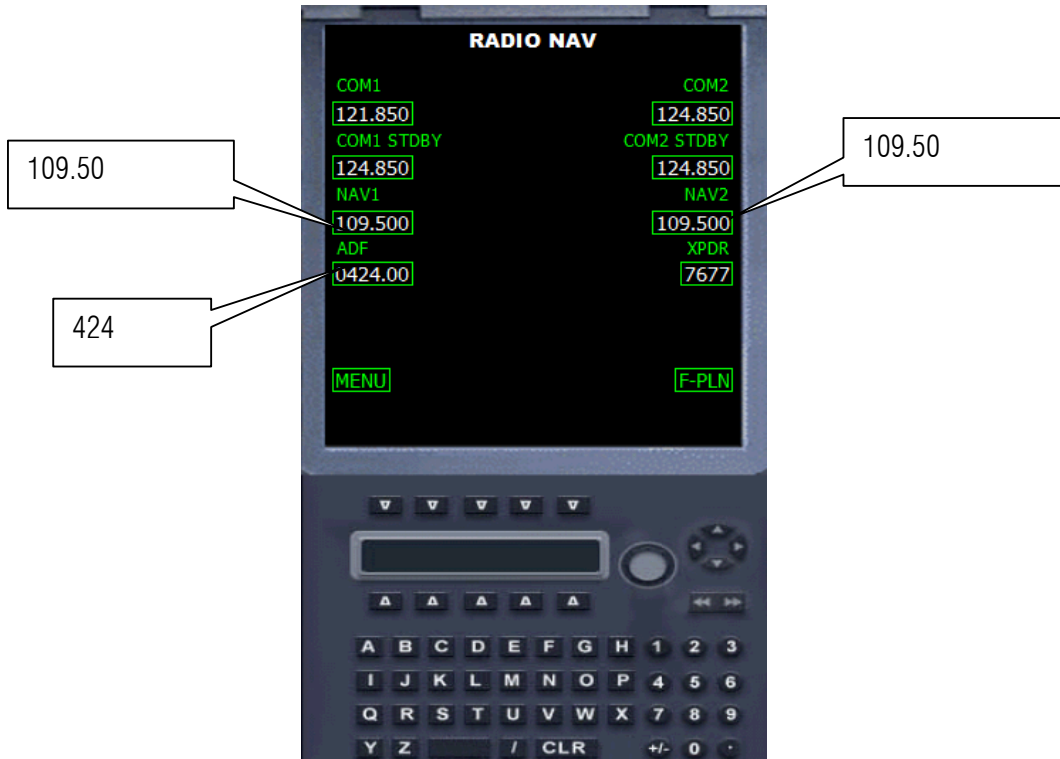 RADIO NAV
COM1 COM2
121.850 124.850
COM1 STDBY COM2 STDBY
124.850 124.850
NAV1 NAV2
109.500 109.500
ADF XPDR
0424.00 7677
MENU F-PLN
109.50
109.50
424
A B C D E F G H 1 2 3
I J K L M N O P 4 5 6
Q R S T U V W X 7 8 9
Y Z / CLR +/- 0 .